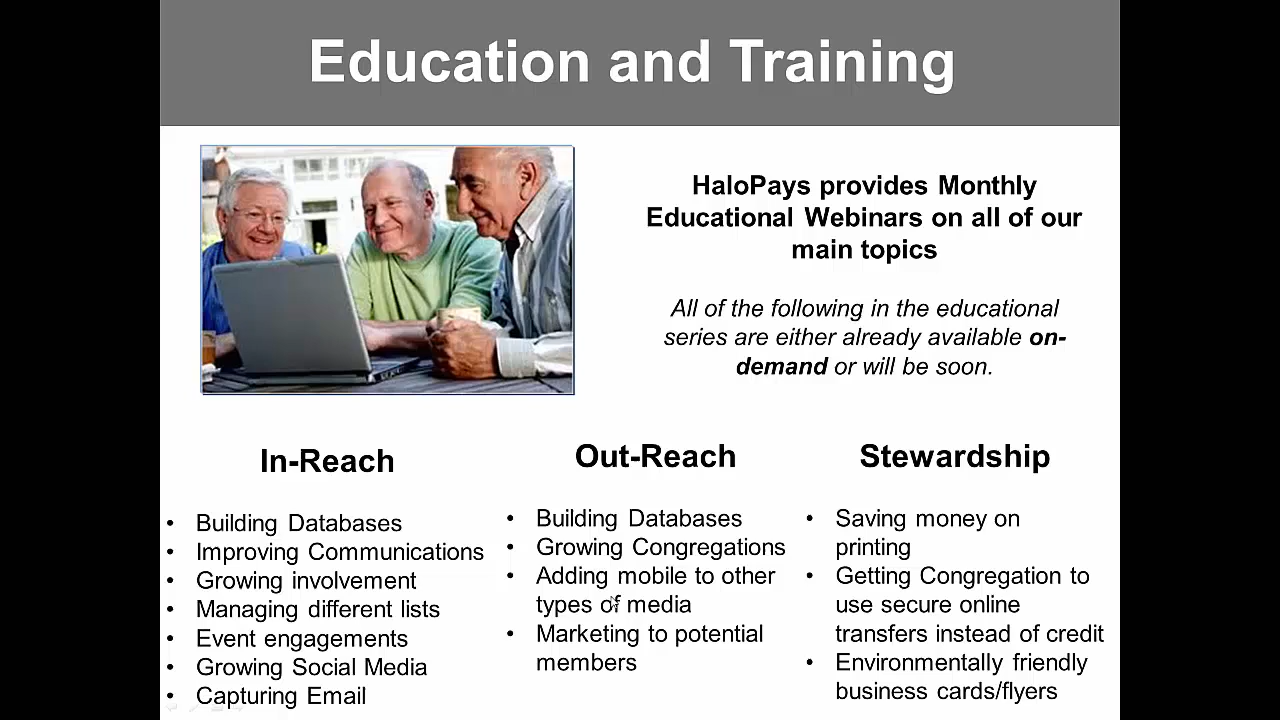 Education and Training
HaloPays provides Monthly
Educational Webinars on all of our
main topics
All of the following in the educational
series are either already available on-
demand or will be soon.
In-Reach
• Building Databases
• Improving Communications
• Growing involvement
• Managing different lists
• Event engagements
• Growing Social Media
• Capturing Email
Out-Reach
• Building Databases
• Growing Congregations
• Adding mobile to other
types of media
• Marketing to potential
members
Stewardship
• Saving money on
printing
• Getting Congregation to
use secure online
transfers instead of credit
• Environmentally friendly
business cards/flyers